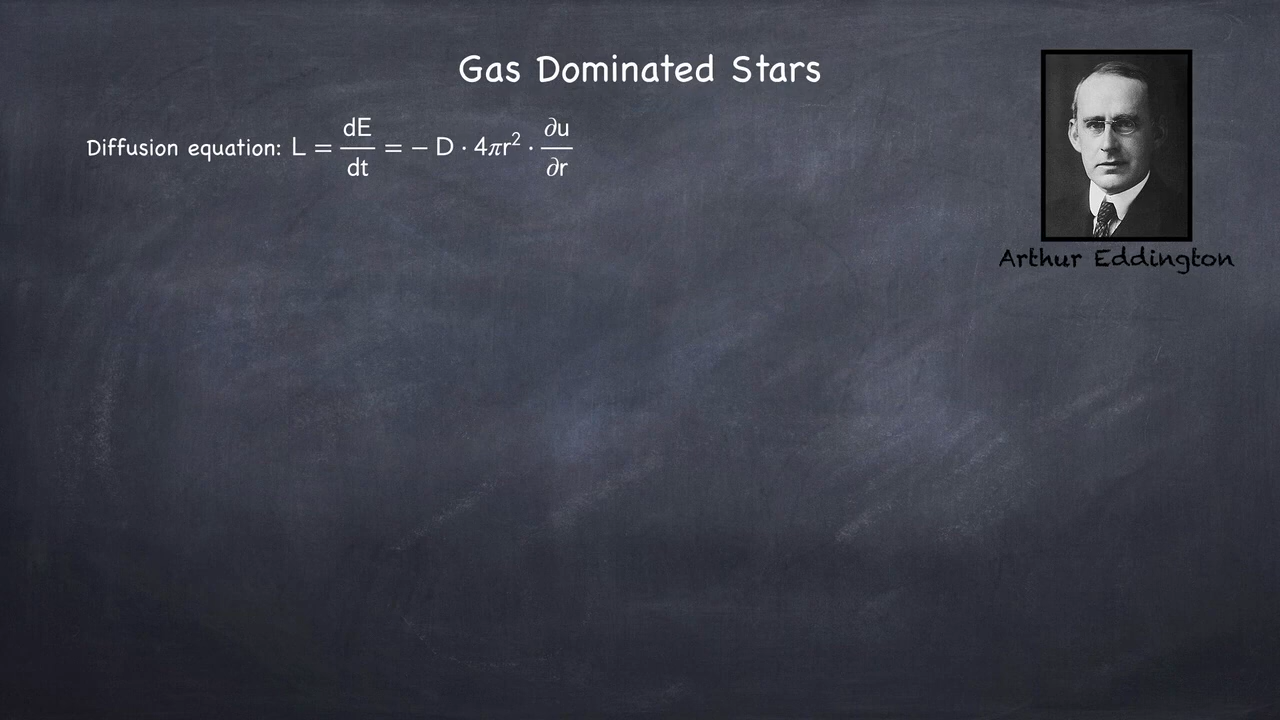 Gas Dominated Stars
Diffusion equation: L = dE/dt = − D · 4πr² · ∂u/∂r
Arthur Eddington